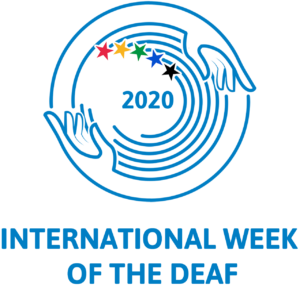 2020
INTERNATIONAL WEEK
OF THE DEAF